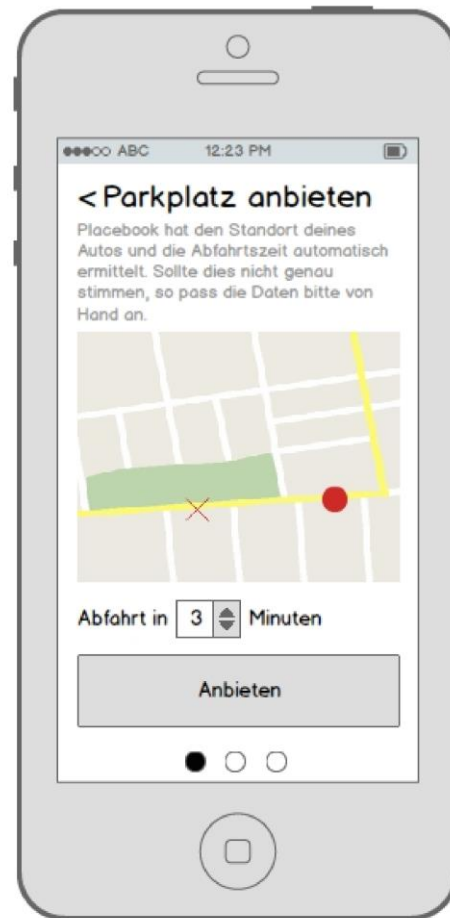 ABC 12:23 PM
< Parkplatz anbieten
Placebook hat den Standort deines
Autos und die Abfahrtszeit automatisch
ermittelt. Sollte dies nicht genau
stimmen, so pass die Daten bitte von
Hand an.
Abfahrt in 3 Minuten
Anbieten